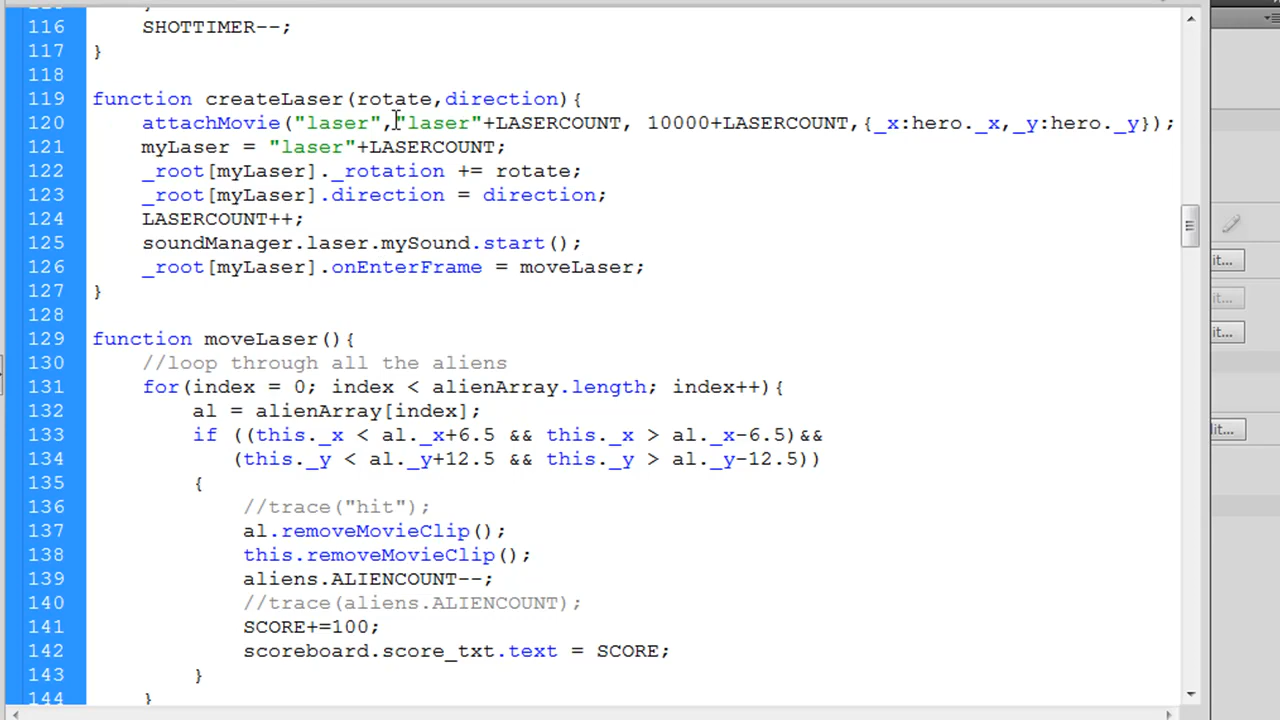 116 SHOTTIMER--;
117 }
118
119 function createLaser(rotate,direction){
120 attachMovie("laser","laser"+LASERCOUNT, 10000+LASERCOUNT,{_x:hero._x,_y:hero._y});
121 myLaser = "laser"+LASERCOUNT;
122 _root[myLaser]._rotation += rotate;
123 _root[myLaser].direction = direction;
124 LASERCOUNT++;
125 soundManager.laser.mySound.start();
126 _root[myLaser].onEnterFrame = moveLaser;
127 }
128
129 function moveLaser(){
130 //loop through all the aliens
131 for(index = 0; index < alienArray.length; index++){
132 al = alienArray[index];
133 if ((this._x < al._x+6.5 && this._x > al._x-6.5)&&
134 (this._y < al._y+12.5 && this._y > al._y-12.5))
135 {
136 //trace("hit");
137 al.removeMovieClip();
138 this.removeMovieClip();
139 aliens.ALIENCOUNT--;
140 //trace(aliens.ALIENCOUNT);
141 SCORE+=100;
142 scoreboard.score_txt.text = SCORE;
143 }
144 }